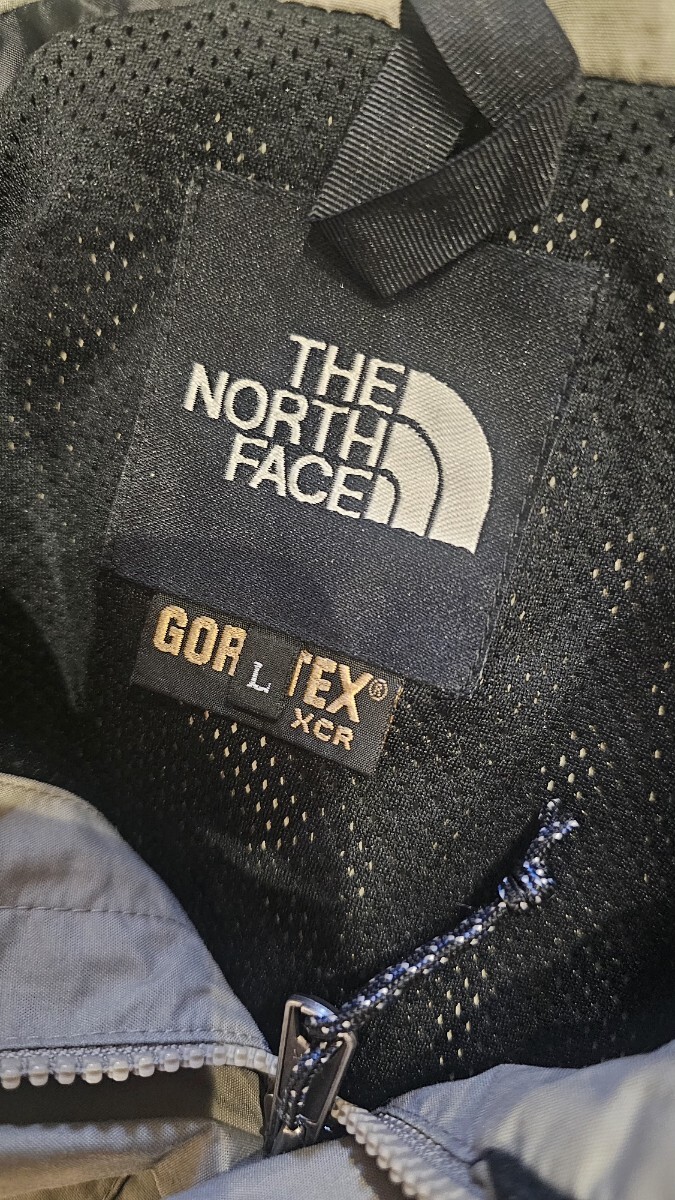 THE
NORTH
FACE
GOR TEX®
L
XCR